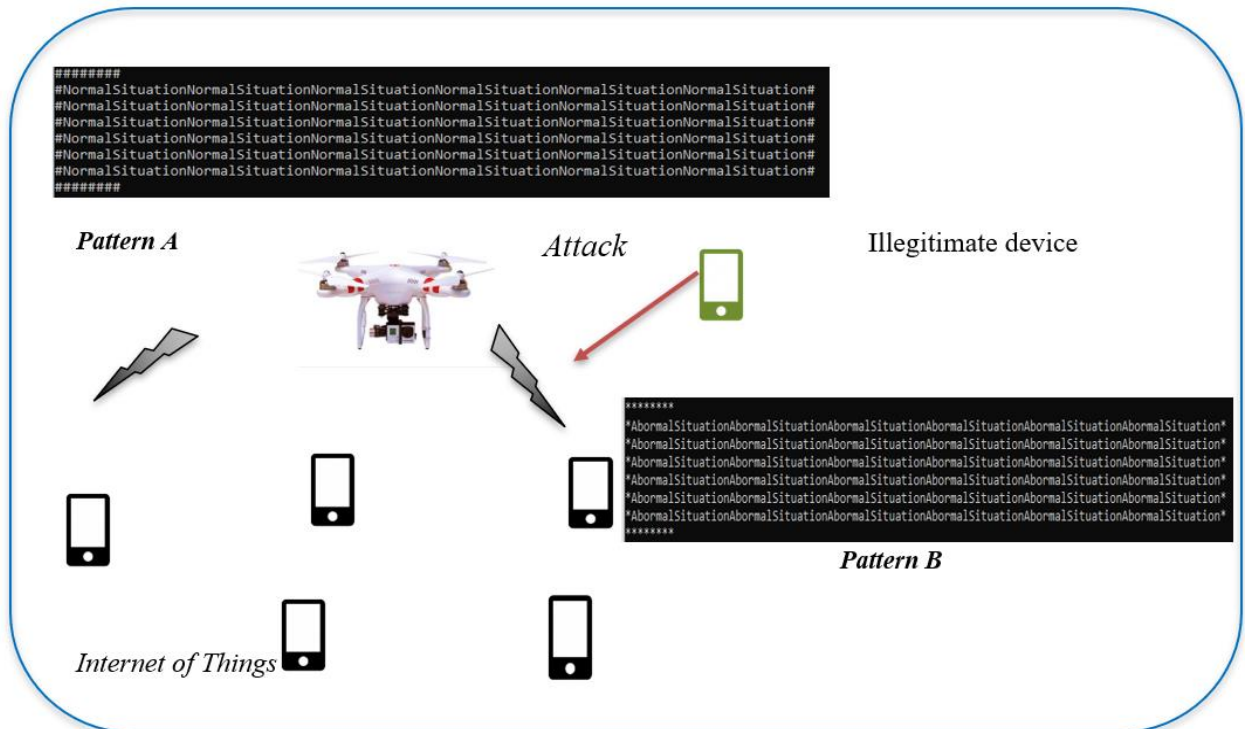 ########
#NormalSituationNormalSituationNormalSituationNormalSituationNormalSituationNormalSituation#
#NormalSituationNormalSituationNormalSituationNormalSituationNormalSituationNormalSituation#
#NormalSituationNormalSituationNormalSituationNormalSituationNormalSituationNormalSituation#
#NormalSituationNormalSituationNormalSituationNormalSituationNormalSituationNormalSituation#
#NormalSituationNormalSituationNormalSituationNormalSituationNormalSituationNormalSituation#
#NormalSituationNormalSituationNormalSituationNormalSituationNormalSituationNormalSituation#
########
Pattern A
Attack
Illegitimate device
********
*AbormalSituationAbormalSituationAbormalSituationAbormalSituationAbormalSituationAbormalSituation*
*AbormalSituationAbormalSituationAbormalSituationAbormalSituationAbormalSituationAbormalSituation*
*AbormalSituationAbormalSituationAbormalSituationAbormalSituationAbormalSituationAbormalSituation*
*AbormalSituationAbormalSituationAbormalSituationAbormalSituationAbormalSituationAbormalSituation*
*AbormalSituationAbormalSituationAbormalSituationAbormalSituationAbormalSituationAbormalSituation*
*AbormalSituationAbormalSituationAbormalSituationAbormalSituationAbormalSituationAbormalSituation*
********
Pattern B
Internet of Things